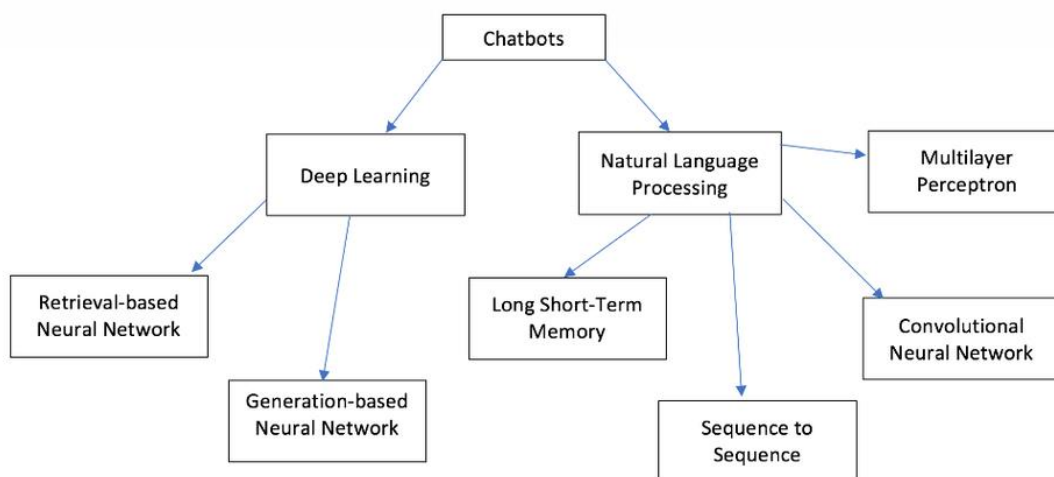 Chatbots
Deep Learning
Natural Language
Processing
Multilayer
Perceptron
Retrieval-based
Neural Network
Long Short-Term
Memory
Convolutional
Neural Network
Generation-based
Neural Network
Sequence to
Sequence